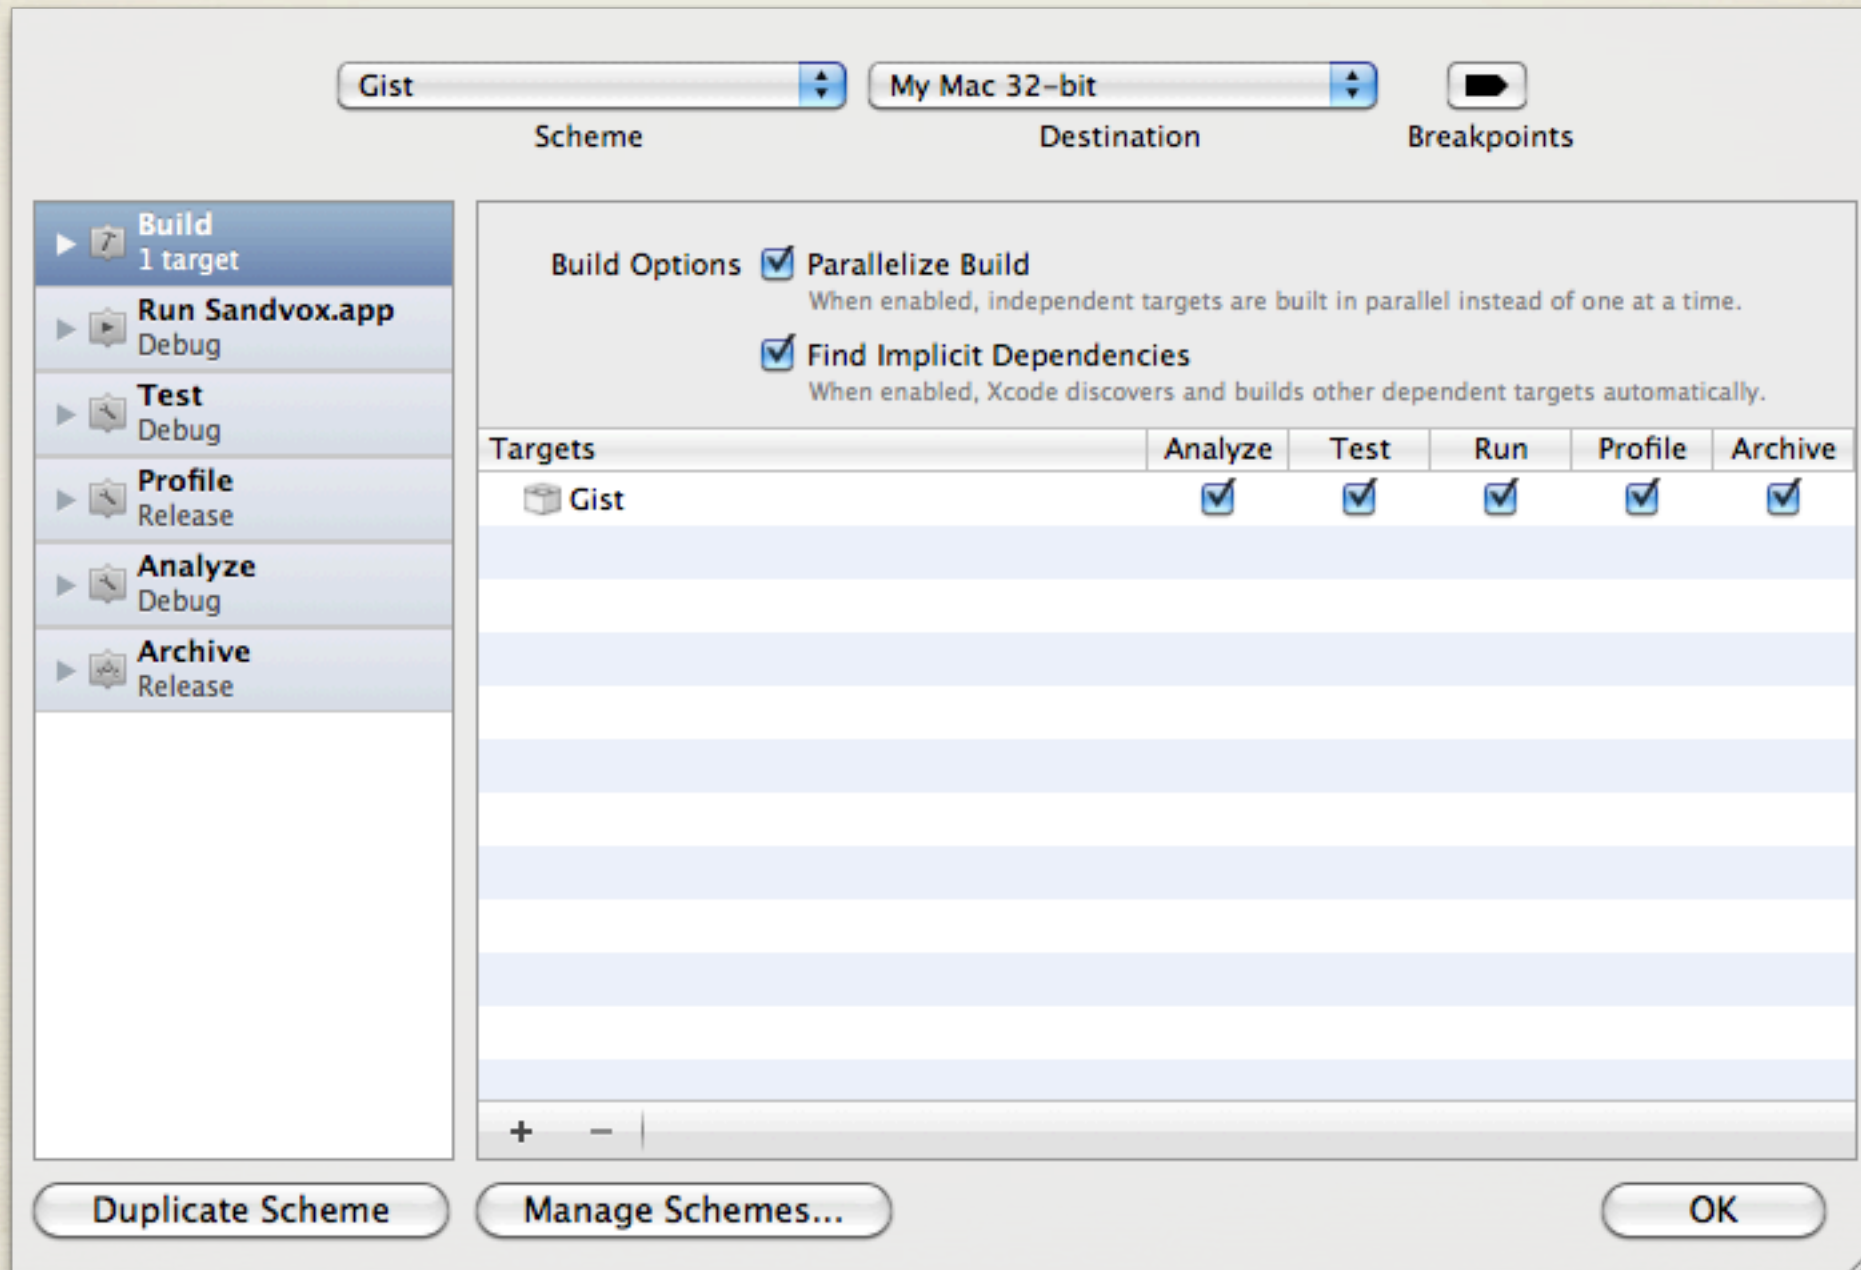 Gist
My Mac 32-bit
Scheme
Destination
Breakpoints
Build
1 target
Run Sandvox.app
Debug
Test
Debug
Profile
Release
Analyze
Debug
Archive
Release
Build Options
Parallelize Build
When enabled, independent targets are built in parallel instead of one at a time.
Find Implicit Dependencies
When enabled, Xcode discovers and builds other dependent targets automatically.
Targets Analyze Test Run Profile Archive
Gist
+ −
Duplicate Scheme
Manage Schemes...
OK